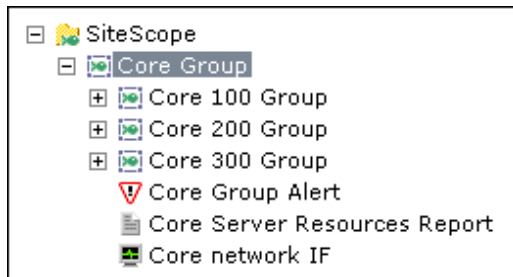 SiteScope
Core Group
Core 100 Group
Core 200 Group
Core 300 Group
Core Group Alert
Core Server Resources Report
Core network IF